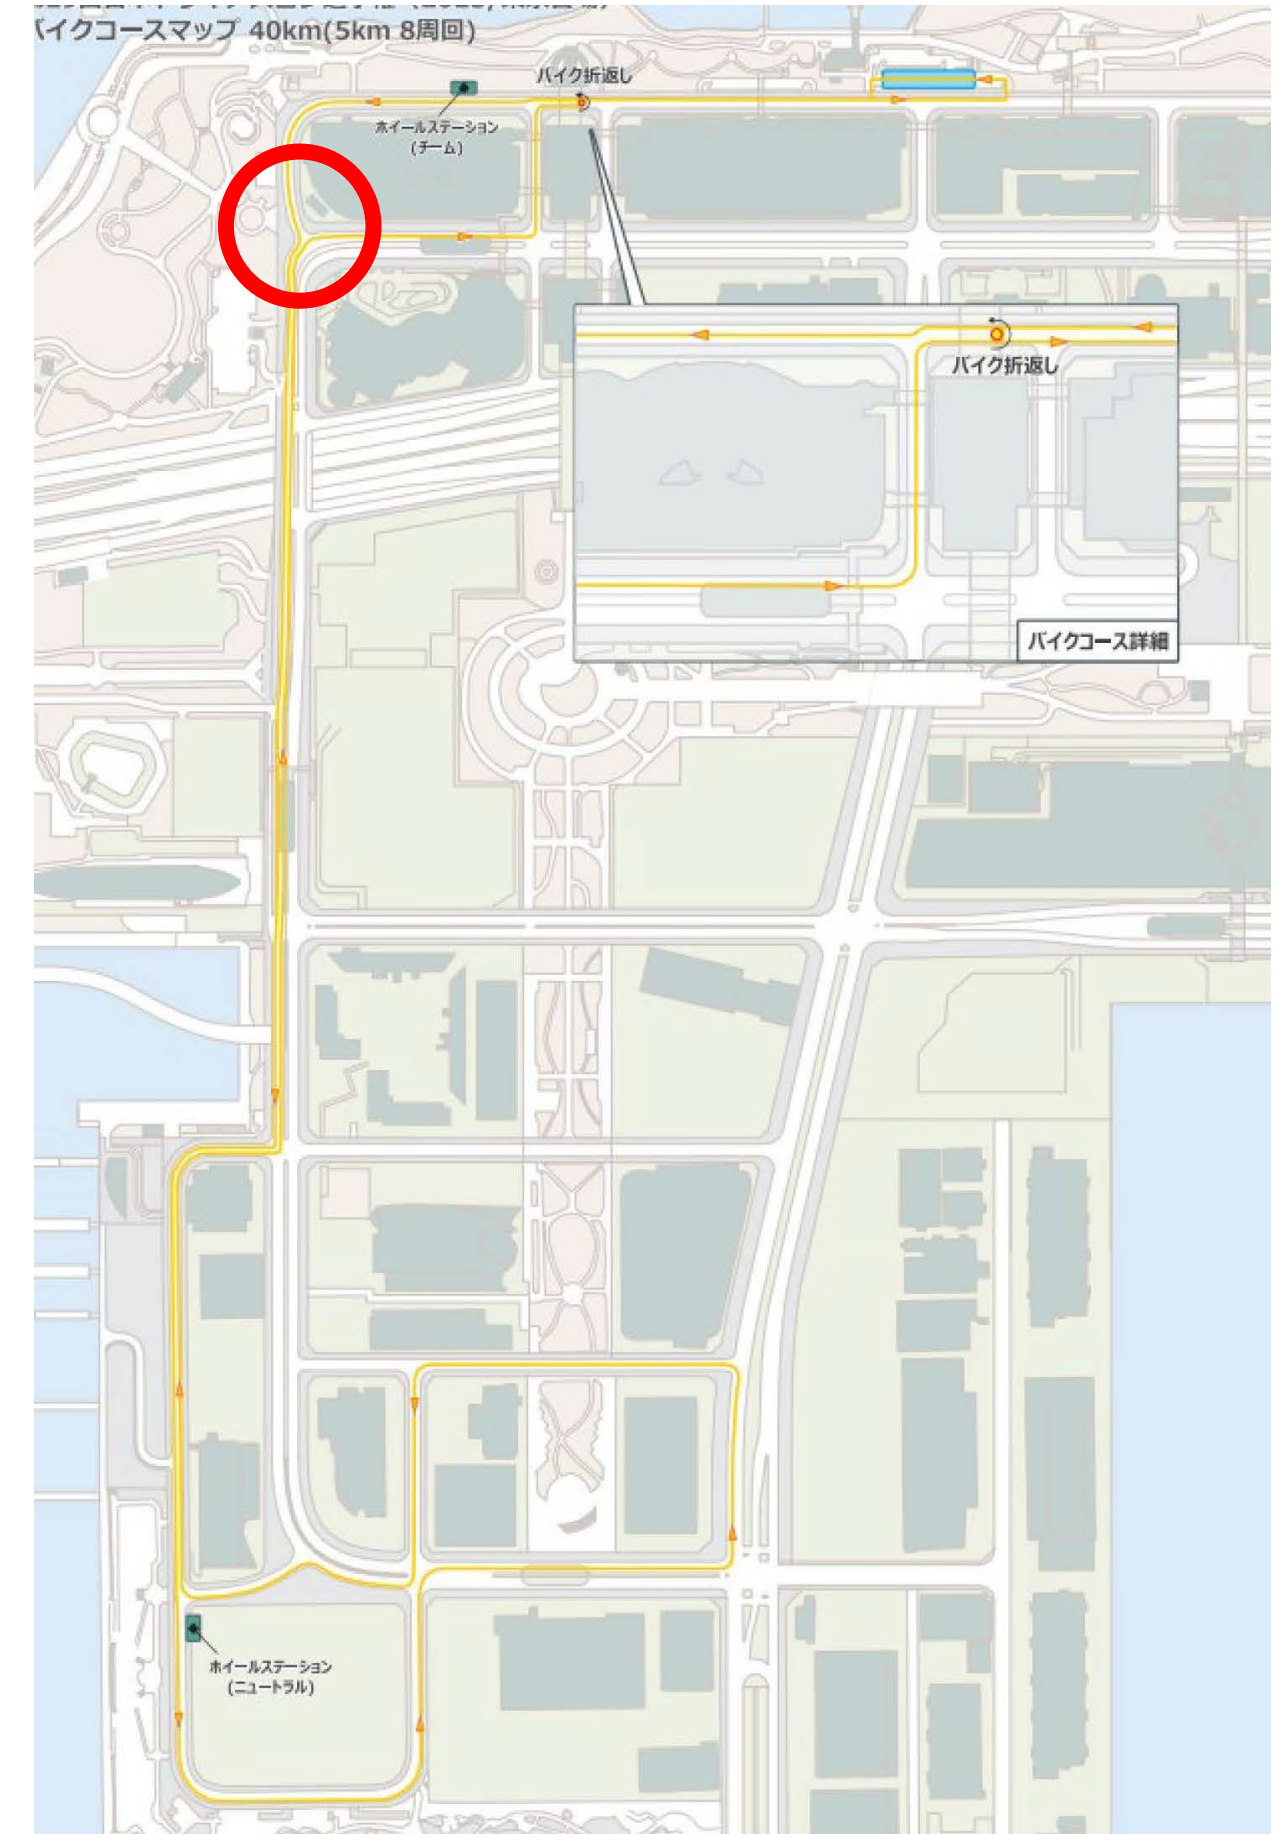 バイクコースマップ 40km(5km 8周回)
バイク折返し
ホイールステーション
(チーム)
バイク折返し
バイクコース詳細
ホイールステーション
(ニュートラル)